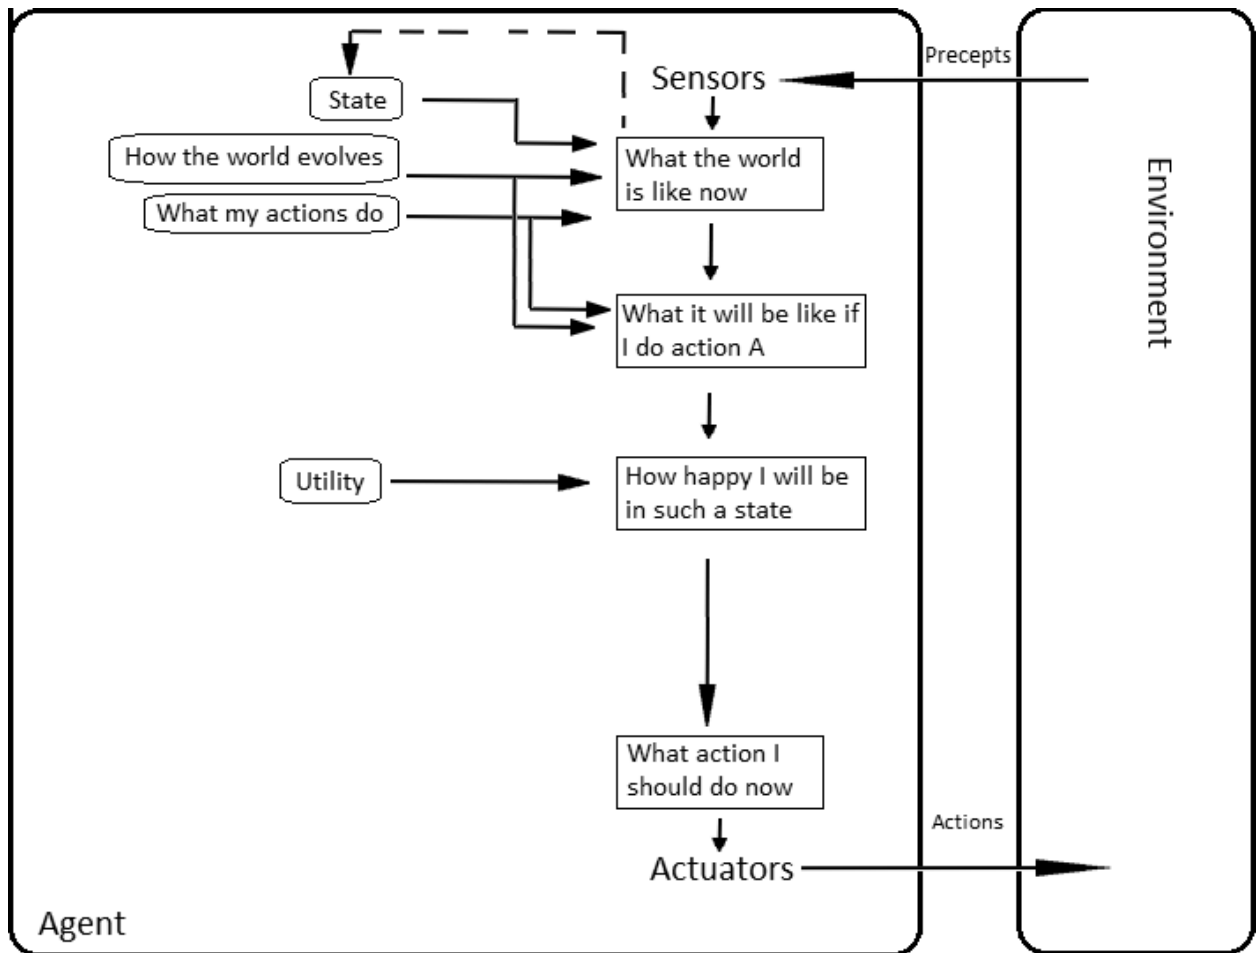 Precepts
Sensors
State
How the world evolves
What the world
is like now
What my actions do
Environment
What it will be like if
I do action A
Utility
How happy I will be
in such a state
What action I
should do now
Actions
Actuators
Agent